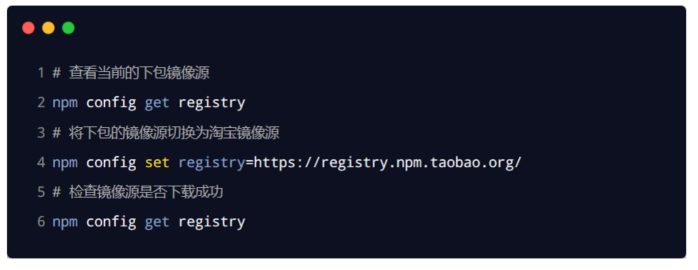 1 # 查看当前的下包镜像源
2 npm config get registry
3 # 将下包的镜像源切换为淘宝镜像源
4 npm config set registry=https://registry.npm.taobao.org/
5 # 检查镜像源是否下载成功
6 npm config get registry